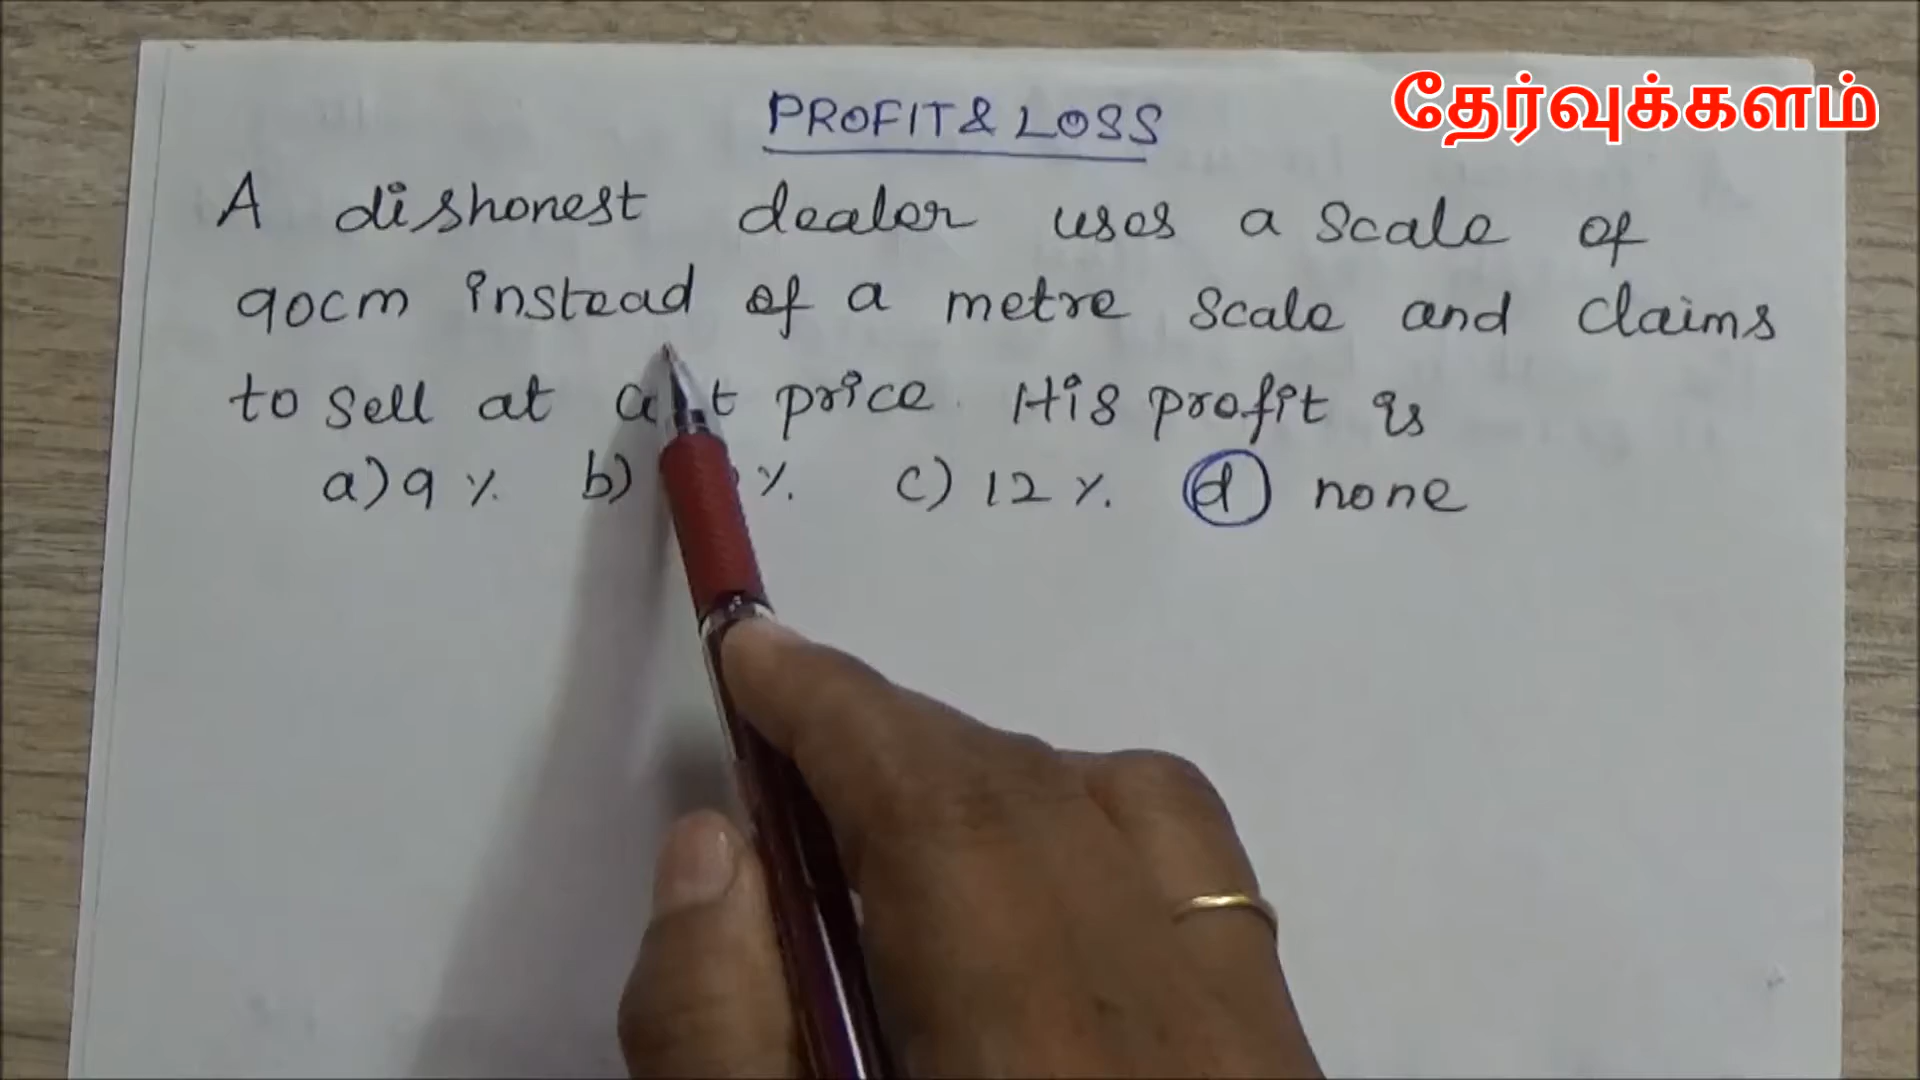 தேர்வுக்களம்
PROFIT & LOSS
A dishonest dealer uses a scale of
90cm instead of a metre scale and claims
to sell at price. His profit is
a) 9 %. b) %. c) 12 %. d) none